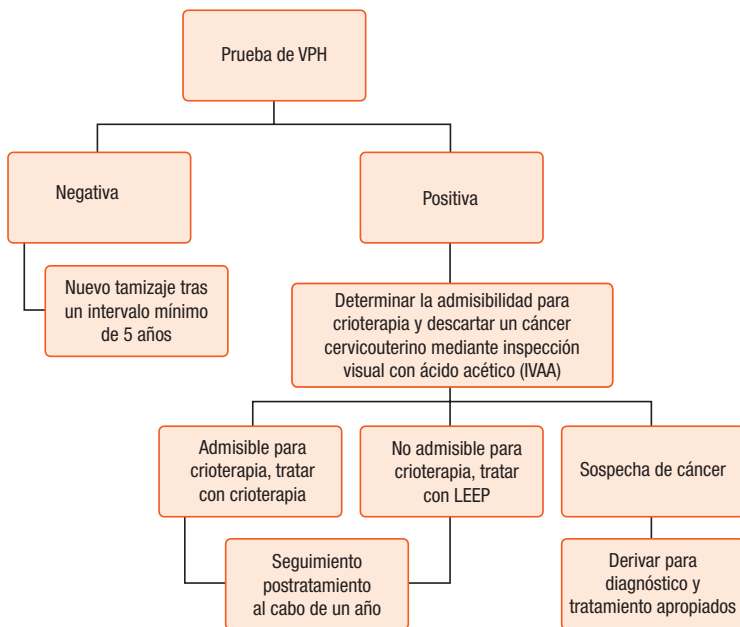 Prueba de VPH
Negativa
Positiva
Nuevo tamizaje tras
un intervalo mínimo
de 5 años
Determinar la admisibilidad para
crioterapia y descartar un cáncer
cervicouterino mediante inspección
visual con ácido acético (IVAA)
Admisible para
crioterapia, tratar
con crioterapia
No admisible para
crioterapia, tratar
con LEEP
Sospecha de cáncer
Seguimiento
postratamiento
al cabo de un año
Derivar para
diagnóstico y
tratamiento apropiados